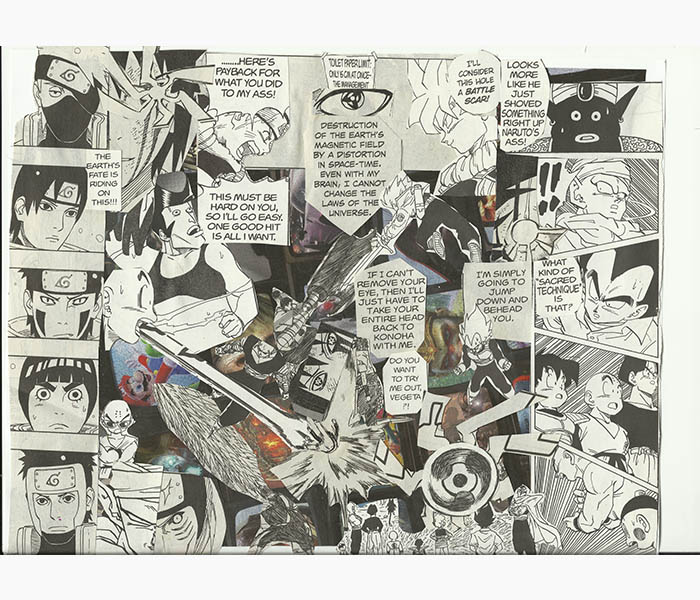 ........HERE'S
PAYBACK FOR
WHAT YOU DID
TO MY ASS!
"TOILET PAPER LIMIT:
ONLY 5 CM AT ONCE-
THE MANAGEMENT
I'LL
CONSIDER
THIS HOLE
A BATTLE
SCAR!
LOOKS
MORE
LIKE HE
JUST
SHOVED
SOMETHING
RIGHT UP
NARUTO'S
ASS!
DESTRUCTION
OF THE EARTH'S
MAGNETIC FIELD
BY A DISTORTION
IN SPACE-TIME.
EVEN WITH MY
BRAIN, I CANNOT
CHANGE THE
LAWS OF THE
UNIVERSE.
THE
EARTH'S
FATE IS
RIDING
ON
THIS!!!
THIS MUST BE
HARD ON YOU,
SO I'LL GO EASY.
ONE GOOD HIT
IS ALL I WANT.
!!
IF I CAN'T
REMOVE YOUR
EYE, THEN I'LL
JUST HAVE TO
TAKE YOUR
ENTIRE HEAD
BACK TO
KONOHA
WITH ME.
I'M SIMPLY
GOING TO
JUMP
DOWN AND
BEHEAD
YOU.
WHAT
KIND OF
"SACRED
TECHNIQUE"
IS
THAT?
DO YOU
WANT TO
TRY ME
OUT,
VEGETA
?!